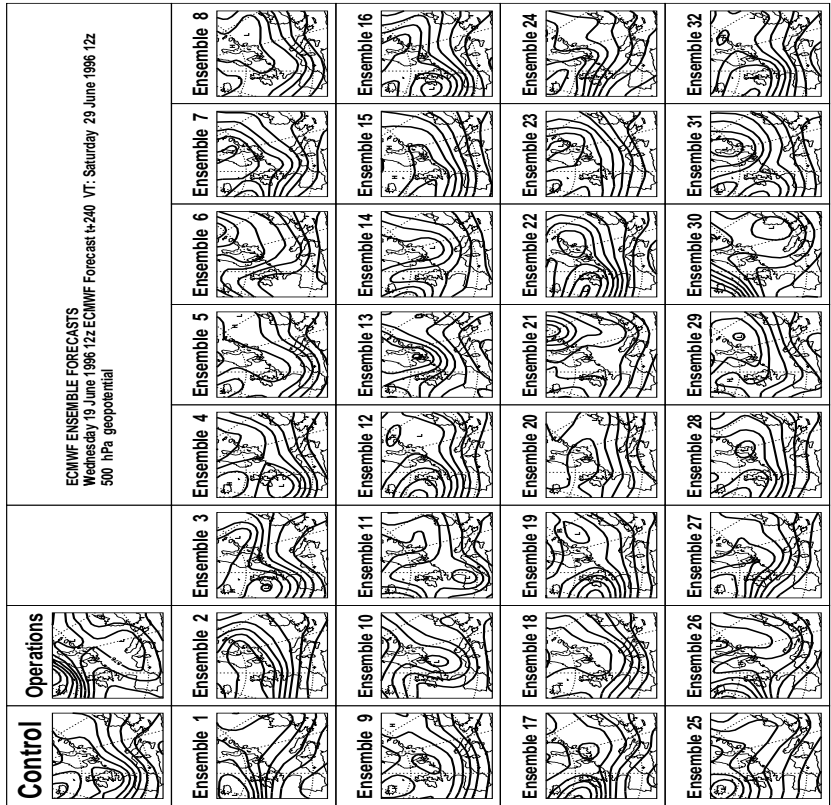 ECMWF ENSEMBLE FORECASTS
Wednesday 19 June 1996 12z ECMWF Forecast t+240 VT: Saturday 29 June 1996 12z
500 hPa geopotential
Control
Operations
Ensemble 1
Ensemble 2
Ensemble 3
Ensemble 4
Ensemble 5
Ensemble 6
Ensemble 7
Ensemble 8
Ensemble 9
Ensemble 10
Ensemble 11
Ensemble 12
Ensemble 13
Ensemble 14
Ensemble 15
Ensemble 16
Ensemble 17
Ensemble 18
Ensemble 19
Ensemble 20
Ensemble 21
Ensemble 22
Ensemble 23
Ensemble 24
Ensemble 25
Ensemble 26
Ensemble 27
Ensemble 28
Ensemble 29
Ensemble 30
Ensemble 31
Ensemble 32